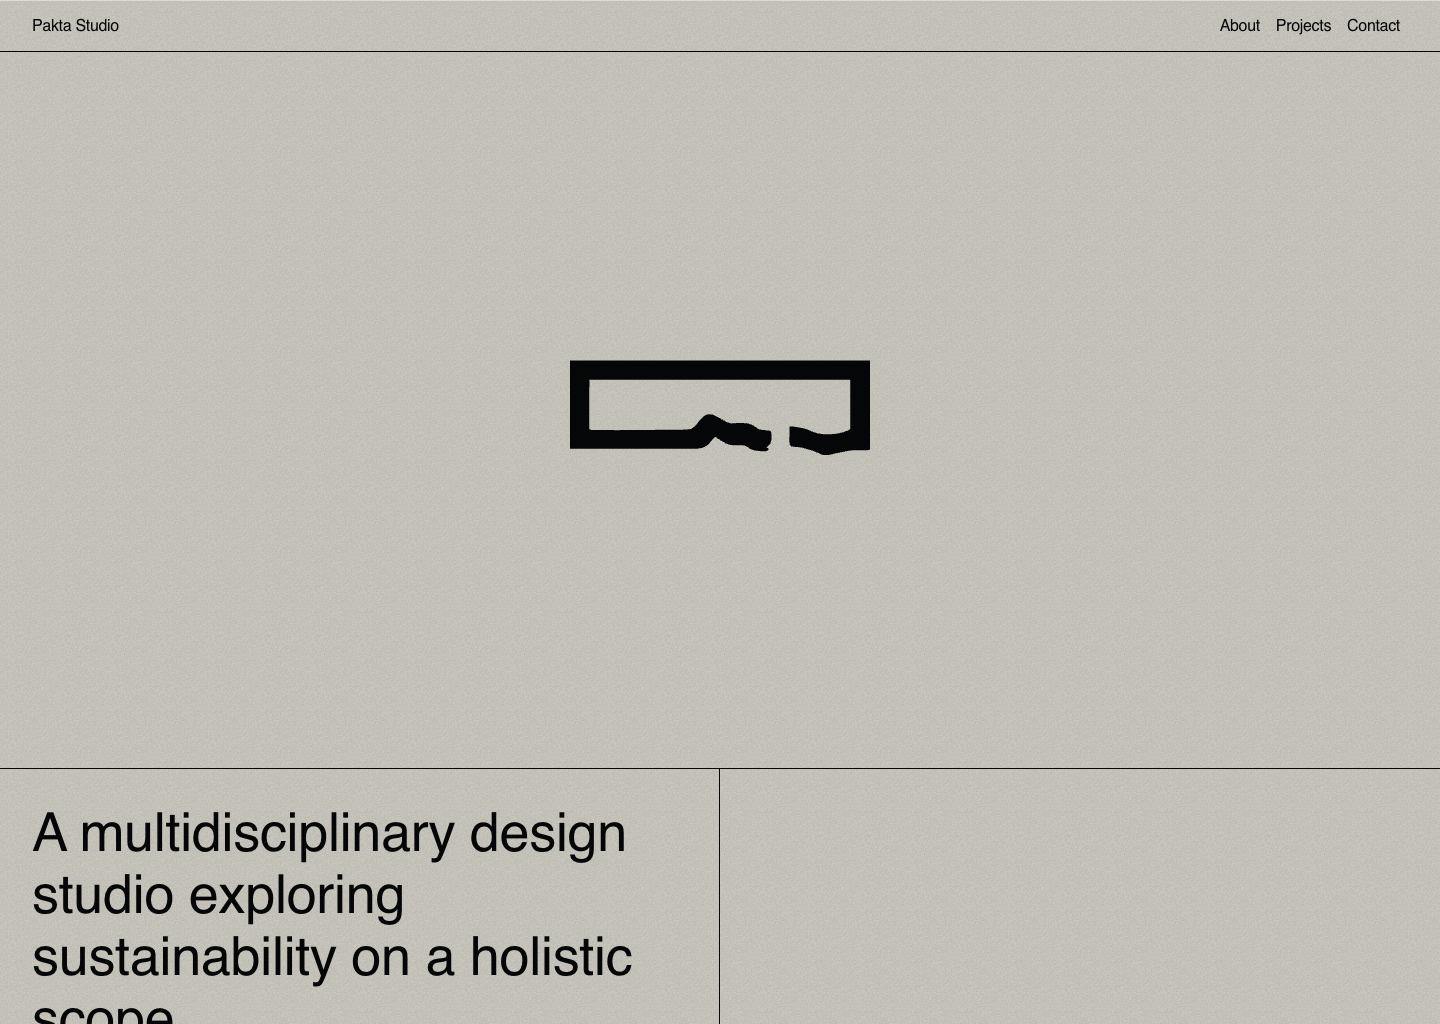 Pakta Studio
About Projects Contact
A multidisciplinary design
studio exploring
sustainability on a holistic
scope